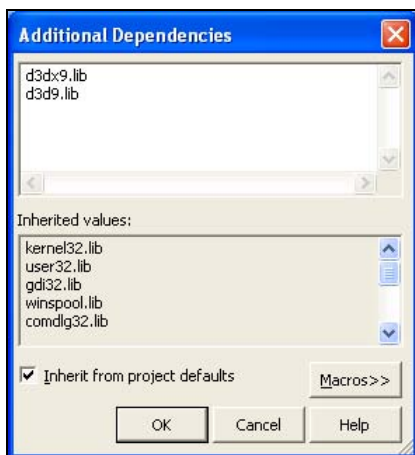 Additional Dependencies
d3dx9.lib
d3d9.lib
Inherited values:
kernel32.lib
user32.lib
gdi32.lib
winspool.lib
comdlg32.lib
Inherit from project defaults
Macros>>
OK Cancel Help